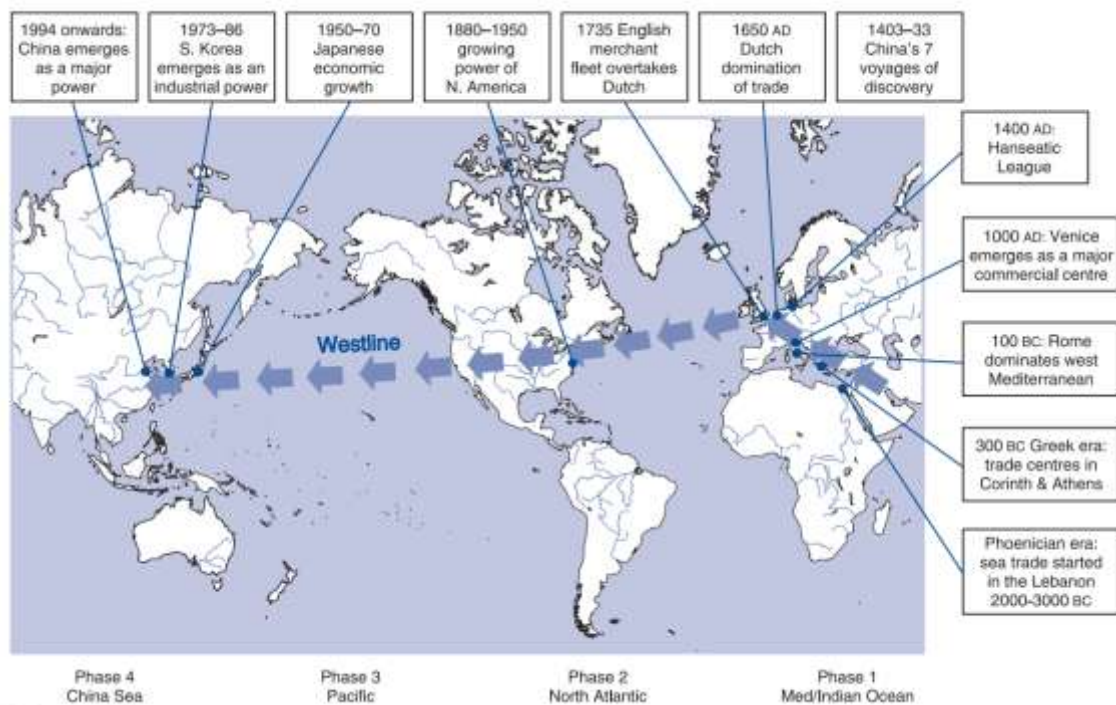 1994 onwards:
China emerges
as a major
power
1973–86
S. Korea
emerges as an
industrial power
1950–70
Japanese
economic
growth
1880–1950
growing
power of
N. America
1735 English
merchant
fleet overtakes
Dutch
1650 AD
Dutch
domination
of trade
1403–33
China's 7
voyages of
discovery
1400 AD:
Hanseatic
League
1000 AD: Venice
emerges as a major
commercial centre
100 BC: Rome
dominates west
Mediterranean
300 BC Greek era:
trade centres in
Corinth & Athens
Phoenician era:
sea trade started
in the Lebanon
2000-3000 BC
Westline
Phase 4
China Sea
Phase 3
Pacific
Phase 2
North Atlantic
Phase 1
Med/Indian Ocean